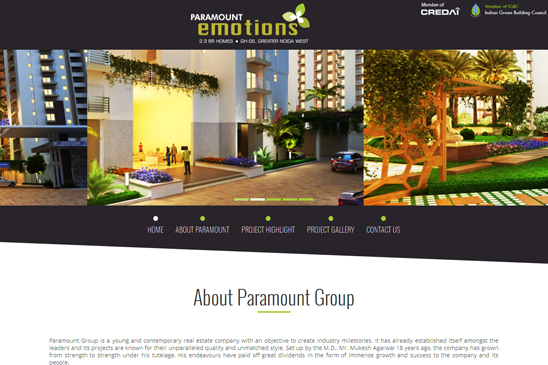 PARAMOUNT
emotions
2,3 BR HOMES • GH-05, GREATER NOIDA WEST
Member of
CREDAI
Member of IGBC
Indian Green Building Council
HOME
ABOUT PARAMOUNT
PROJECT HIGHLIGHT
PROJECT GALLERY
CONTACT US
About Paramount Group
Paramount Group is a young and contemporary real estate company with an objective to create industry milestones. It has already established itself amongst the
leaders and its projects are known for their unparalleled quality and unmatched style. Set up by the M.D., Mr. Mukesh Agarwal 18 years ago, the company has grown
from strength to strength under his tutelage. His endeavours have paid off great dividends in the form of immense growth and success to the company and its
people.